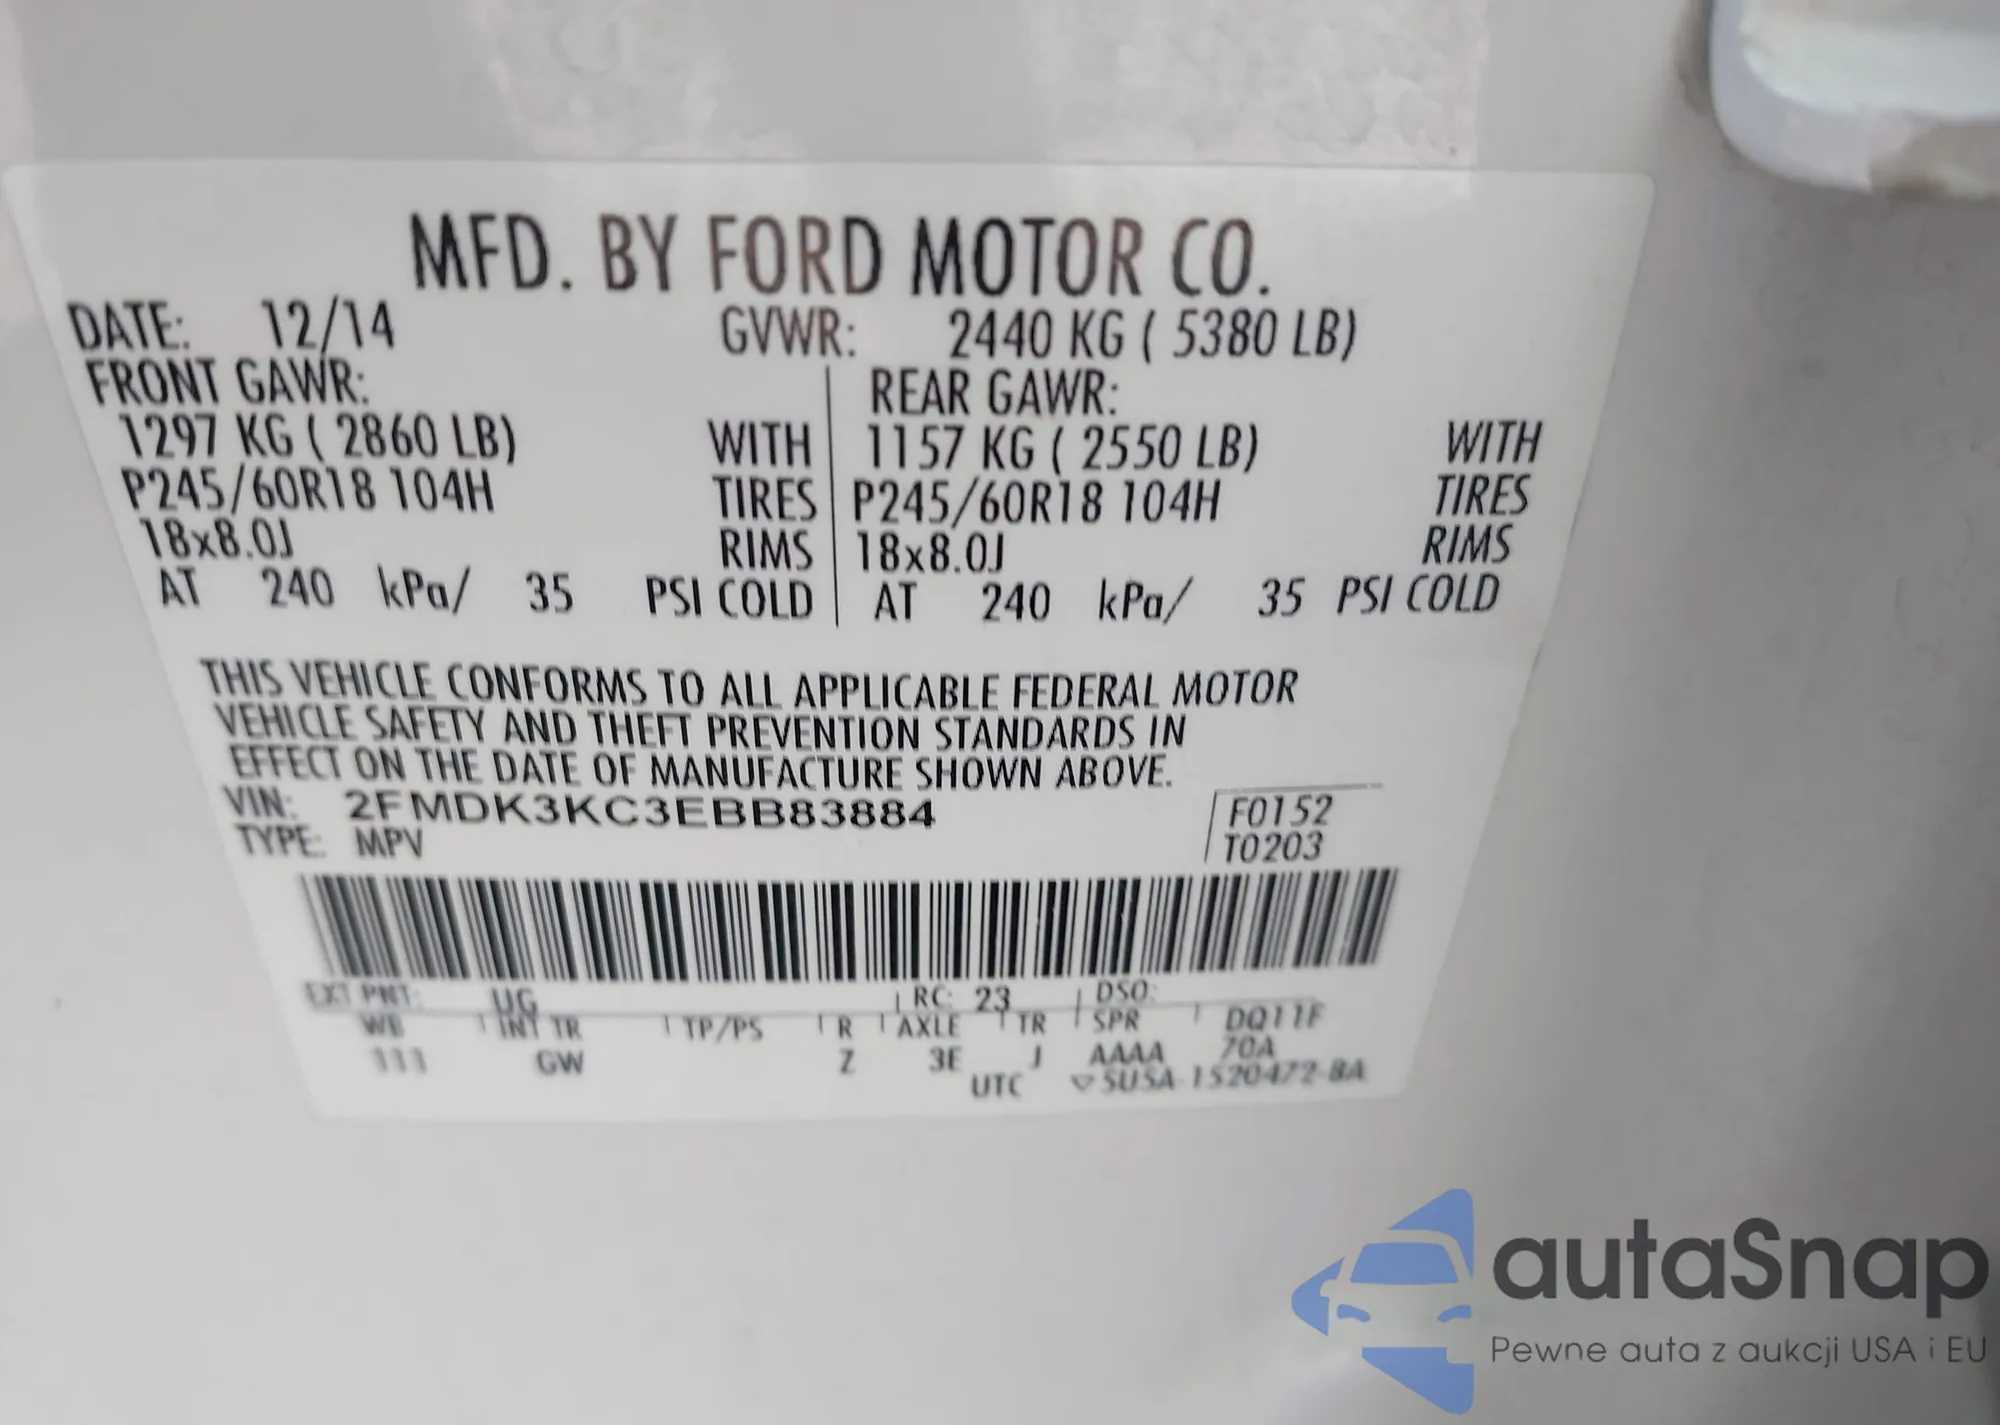 MFD. BY FORD MOTOR CO.
DATE: 12/14 GVWR: 2440 KG ( 5380 LB)
FRONT GAWR: REAR GAWR:
1297 KG ( 2860 LB) WITH 1157 KG ( 2550 LB) WITH
P245/60R18 104H TIRES P245/60R18 104H TIRES
18x8.0J RIMS 18x8.0J RIMS
AT 240 kPa/ 35 PSI COLD AT 240 kPa/ 35 PSI COLD
THIS VEHICLE CONFORMS TO ALL APPLICABLE FEDERAL MOTOR
VEHICLE SAFETY AND THEFT PREVENTION STANDARDS IN
EFFECT ON THE DATE OF MANUFACTURE SHOWN ABOVE.
VIN: 2FMDK3KC3EBB83884 F0152
TYPE: MPV T0203
EXT PNT: UG RC: 23 DSO:
WB INT TR TP/PS R AXLE TR SPR DQ11F
111 GW Z 3E J AAAA 70A
UTC ▽SUSA-1520472-BA
autaSnap
Pewne auta z aukcji USA i EU